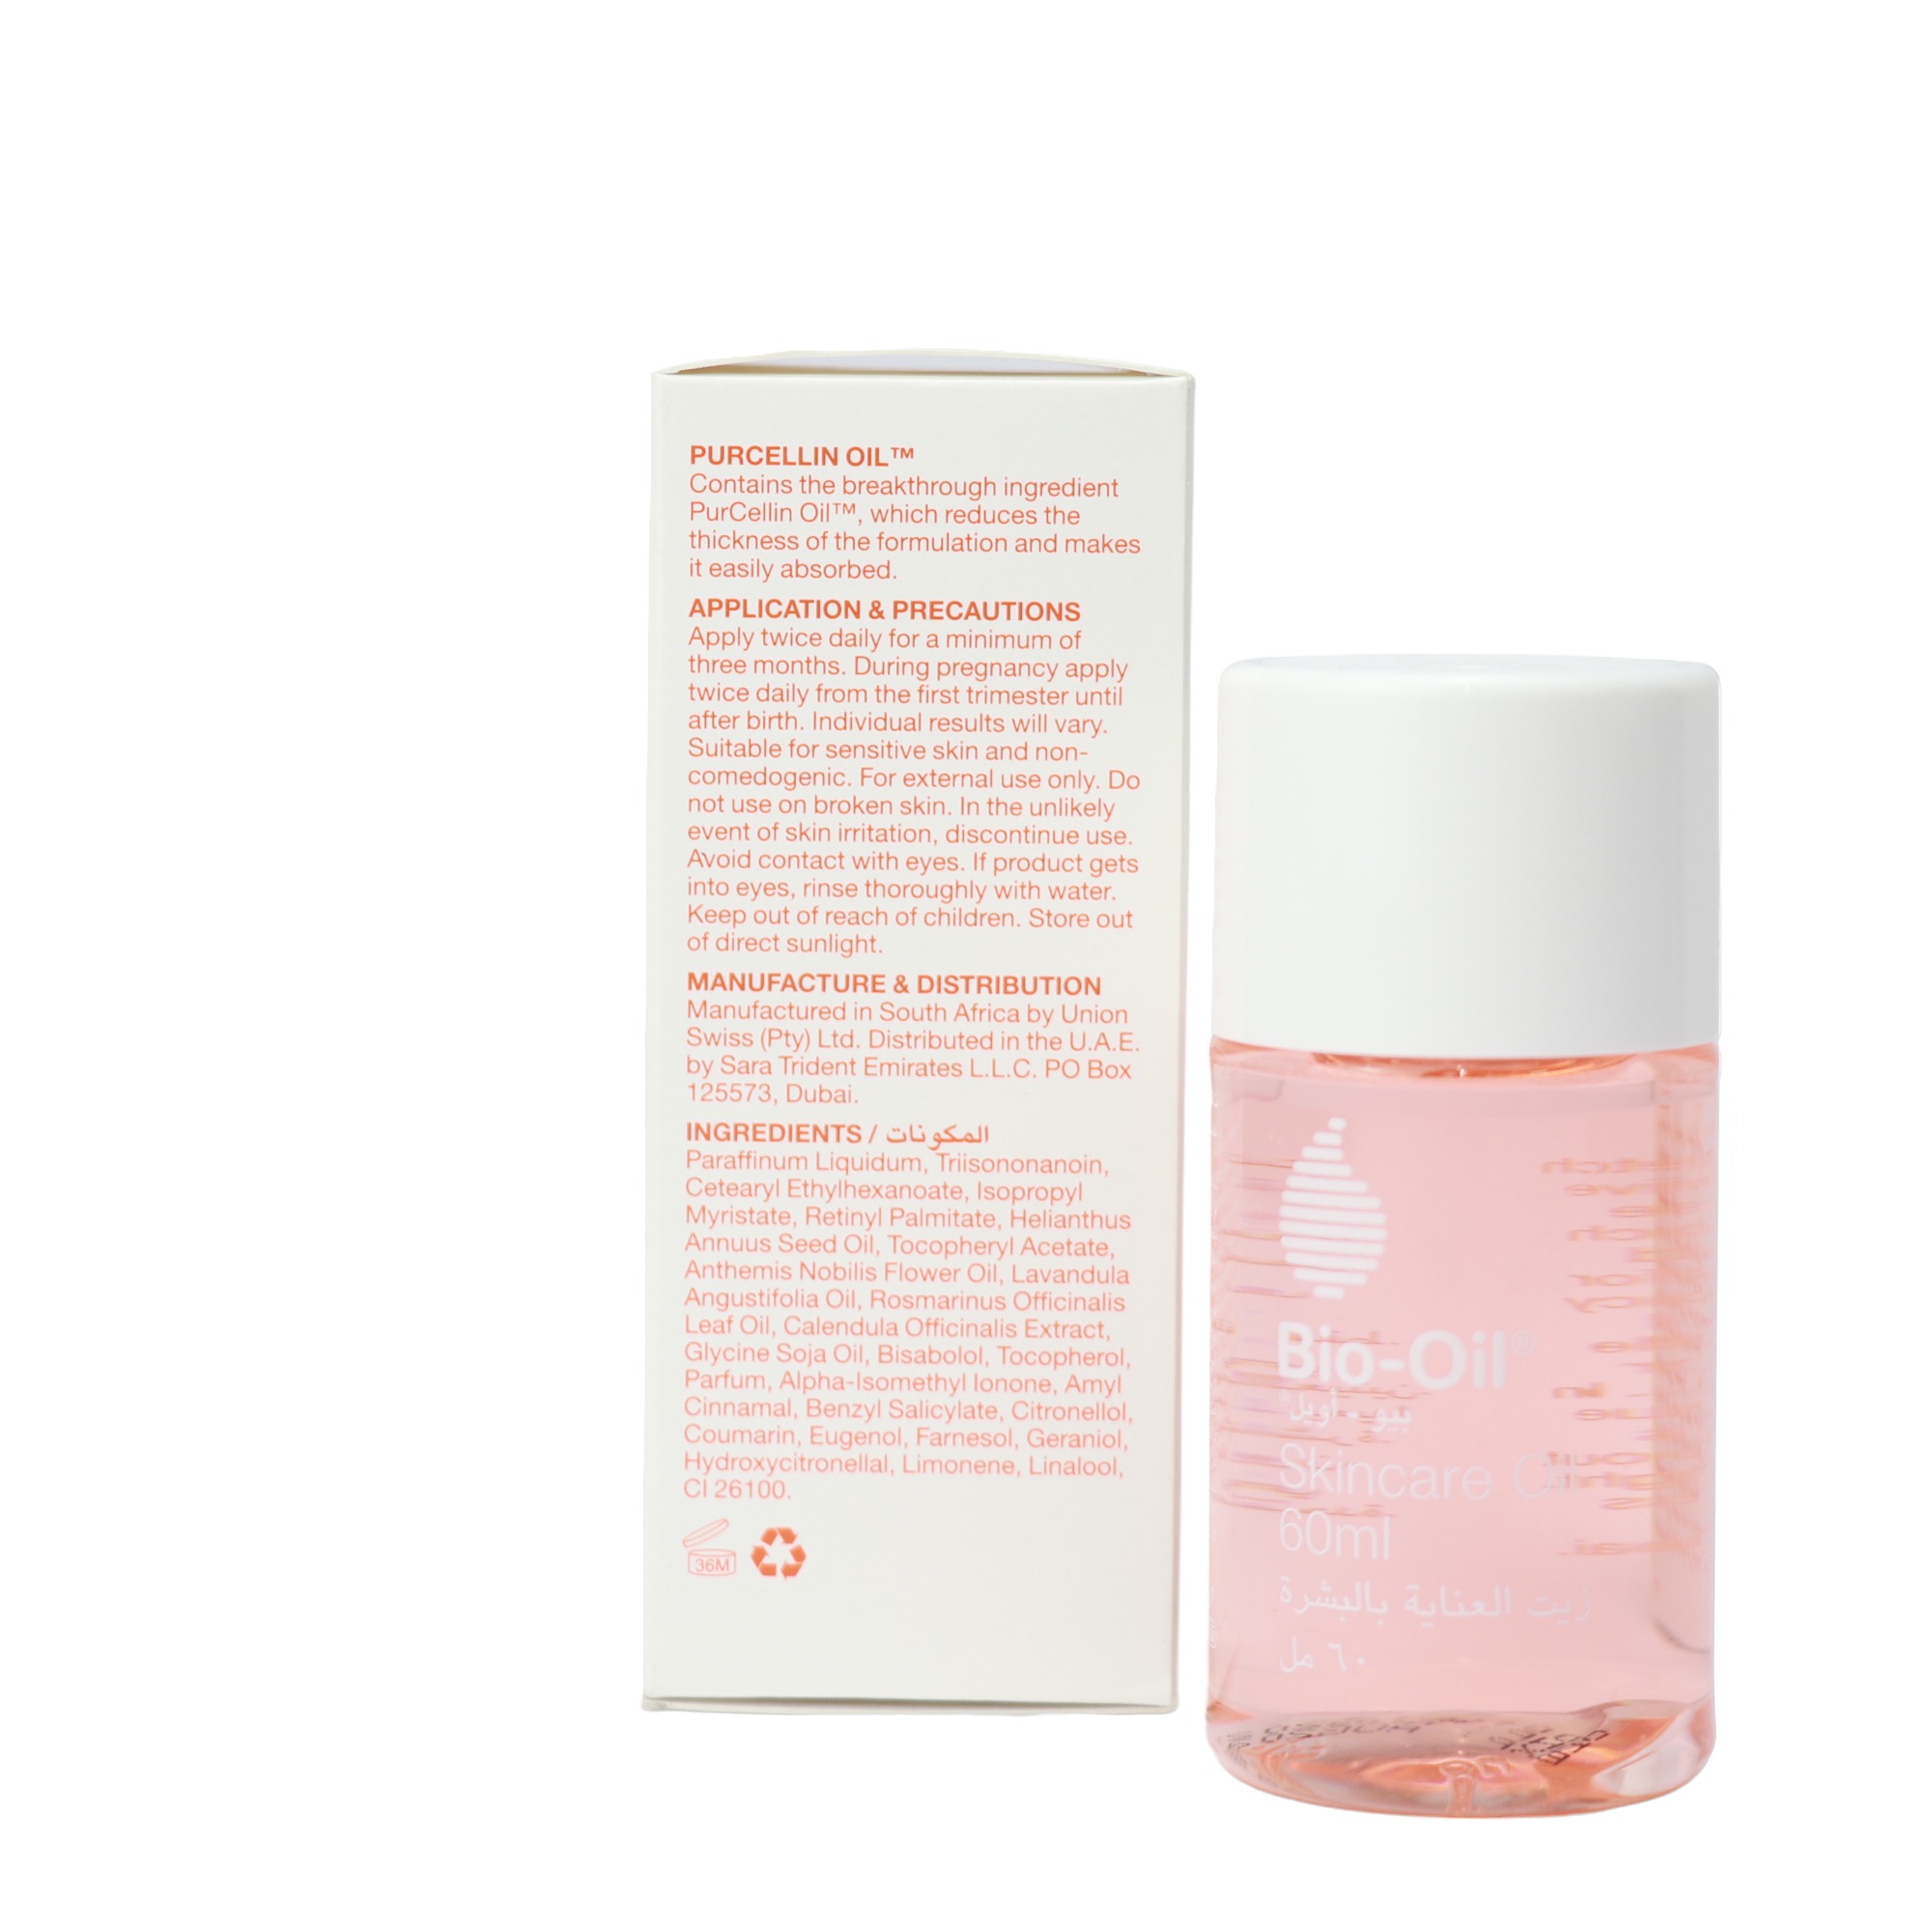 PURCELLIN OIL™
Contains the breakthrough ingredient
PurCellin Oil™, which reduces the
thickness of the formulation and makes
it easily absorbed.
APPLICATION & PRECAUTIONS
Apply twice daily for a minimum of
three months. During pregnancy apply
twice daily from the first trimester until
after birth. Individual results will vary.
Suitable for sensitive skin and non-
comedogenic. For external use only. Do
not use on broken skin. In the unlikely
event of skin irritation, discontinue use.
Avoid contact with eyes. If product gets
into eyes, rinse thoroughly with water.
Keep out of reach of children. Store out
of direct sunlight.
MANUFACTURE & DISTRIBUTION
Manufactured in South Africa by Union
Swiss (Pty) Ltd. Distributed in the U.A.E.
by Sara Trident Emirates L.L.C. PO Box
125573, Dubai.
INGREDIENTS / المكونات
Paraffinum Liquidum, Triisononanoin,
Cetearyl Ethylhexanoate, Isopropyl
Myristate, Retinyl Palmitate, Helianthus
Annuus Seed Oil, Tocopheryl Acetate,
Anthemis Nobilis Flower Oil, Lavandula
Angustifolia Oil, Rosmarinus Officinalis
Leaf Oil, Calendula Officinalis Extract,
Glycine Soja Oil, Bisabolol, Tocopherol,
Parfum, Alpha-Isomethyl Ionone, Amyl
Cinnamal, Benzyl Salicylate, Citronellol,
Coumarin, Eugenol, Farnesol, Geraniol,
Hydroxycitronellal, Limonene, Linalool,
CI 26100.
36M
Bio-Oil®
بيو - أويل®
Skincare Oil
60ml
زيت العناية بالبشرة
٦٠ مل